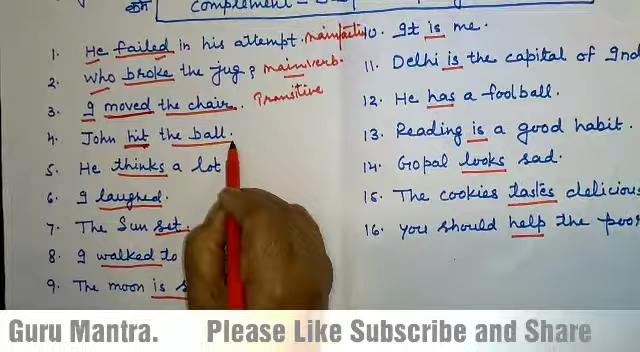 complement -
1. He failed in his attempt.
2. who broke the jug ? main verb.
3. I moved the chair. Transitive
4. John hit the ball.
5. He thinks a lot
6. I laughed.
7. The Sun set.
8. I walked to
9. The moon is
10. It is me.
11. Delhi is the capital of
12. He has a football.
13. Reading is a good habit.
14. Gopal looks sad.
15. The cookies tastes
16. you should help the
Guru Mantra. Please Like Subscribe and Share